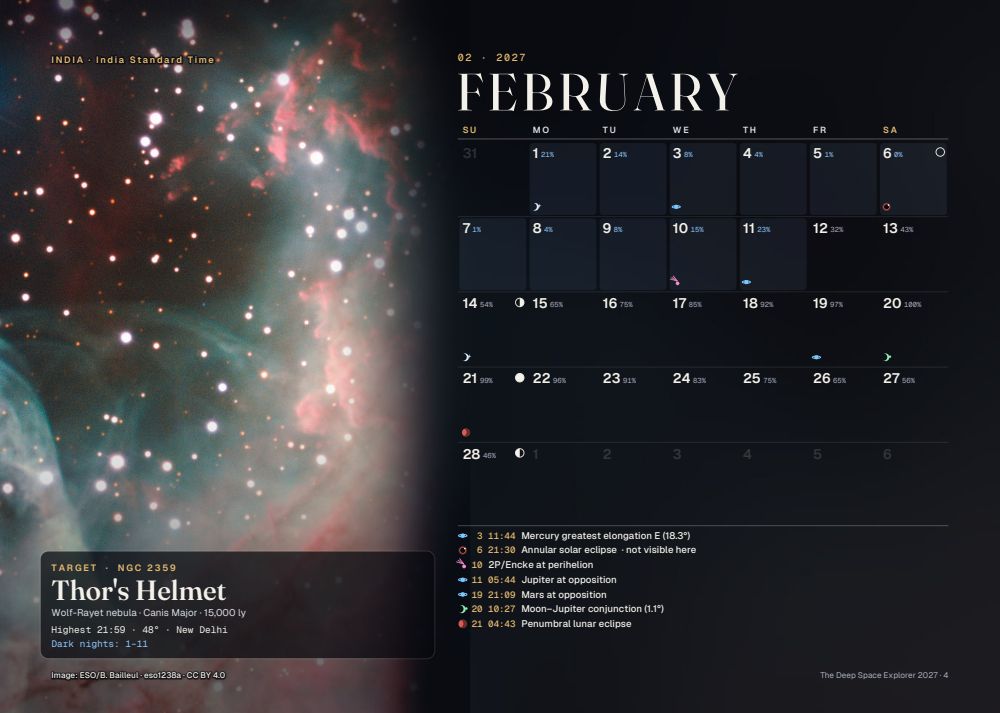 INDIA · India Standard Time
02 · 2027
FEBRUARY
SU MO TU WE TH FR SA
31 1 21% 2 14% 3 8% 4 4% 5 1% 6 0%
7 1% 8 4% 9 8% 10 15% 11 23% 12 32% 13 43%
14 54% 15 65% 16 75% 17 85% 18 92% 19 97% 20 100%
21 99% 22 96% 23 91% 24 83% 25 75% 26 65% 27 56%
28 46% 1 2 3 4 5 6
3 11:44 Mercury greatest elongation E (18.3°)
6 21:30 Annular solar eclipse · not visible here
10 2P/Encke at perihelion
11 05:44 Jupiter at opposition
19 21:09 Mars at opposition
20 10:27 Moon–Jupiter conjunction (1.1°)
21 04:43 Penumbral lunar eclipse
TARGET · NGC 2359
Thor's Helmet
Wolf-Rayet nebula · Canis Major · 15,000 ly
Highest 21:59 · 48° · New Delhi
Dark nights: 1–11
Image: ESO/B. Bailleul · eso1238a · CC BY 4.0
The Deep Space Explorer 2027 · 4